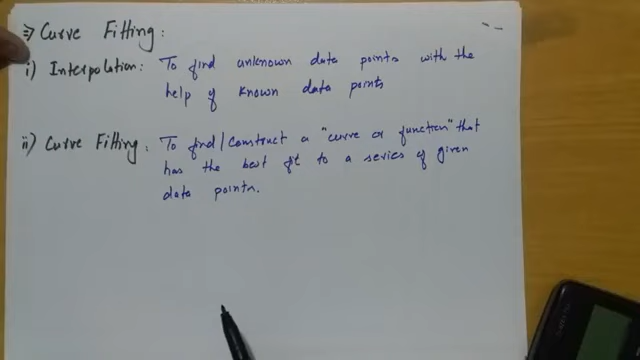 ⇒ Curve Fitting:
i) Interpolation: To find unknown data points with the
help of known data points
ii) Curve Fitting: To find/construct a "curve or function" that
has the best fit to a series of given
data points.